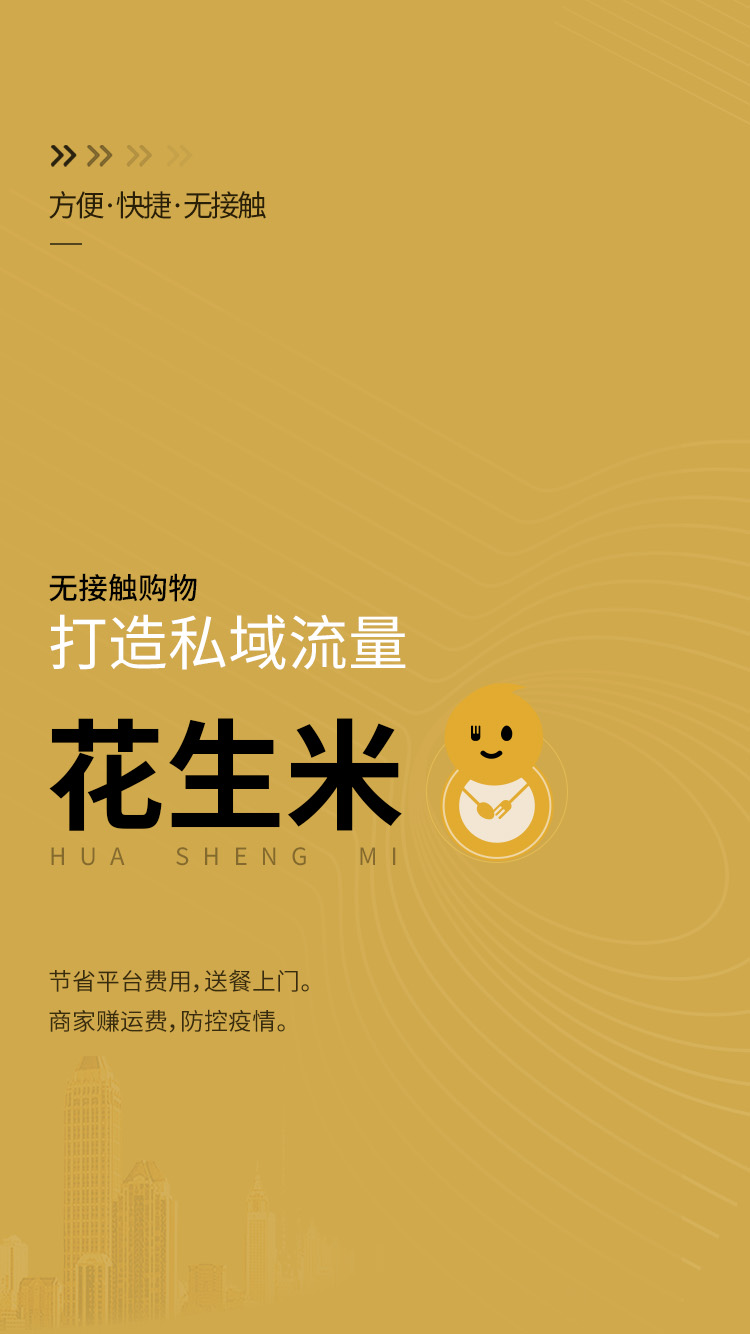 方便·快捷·无接触
无接触购物
打造私域流量
花生米
HUA SHENG MI
节省平台费用,送餐上门。
商家赚运费,防控疫情。